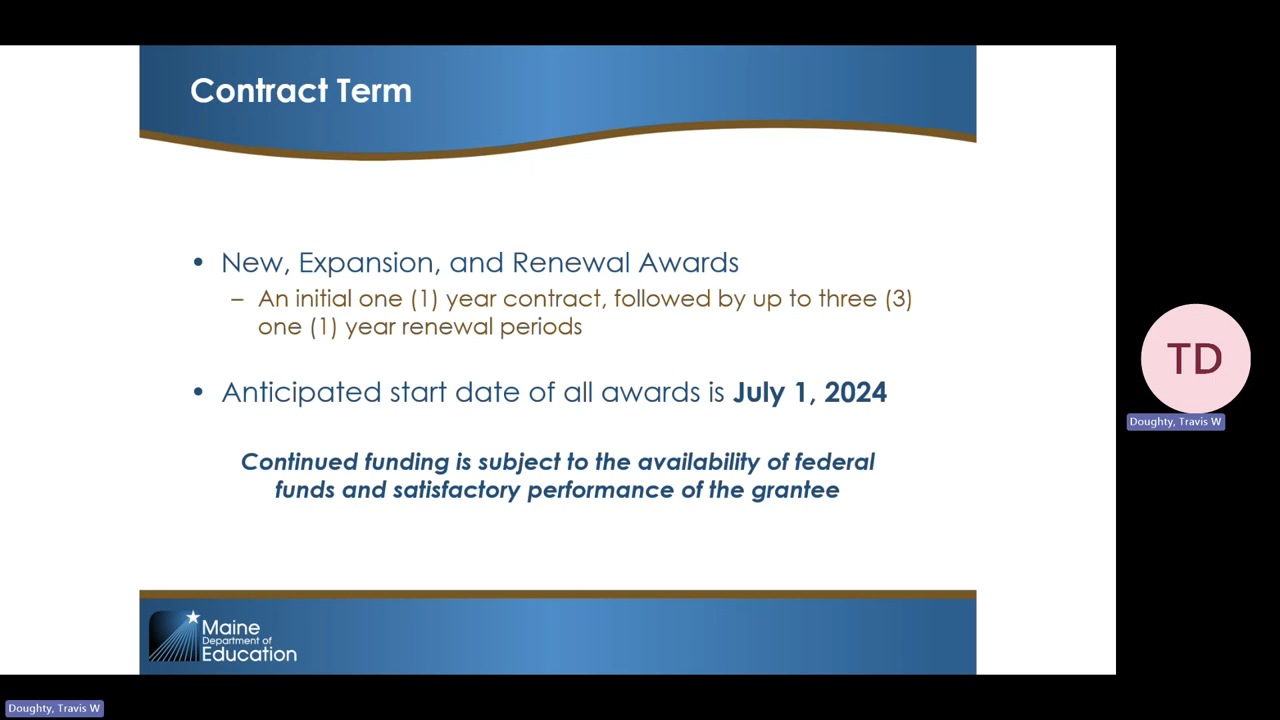 Contract Term
• New, Expansion, and Renewal Awards
– An initial one (1) year contract, followed by up to three (3)
one (1) year renewal periods
• Anticipated start date of all awards is July 1, 2024
Continued funding is subject to the availability of federal
funds and satisfactory performance of the grantee
Maine
Department of
Education
TD
Doughty, Travis W
Doughty, Travis W